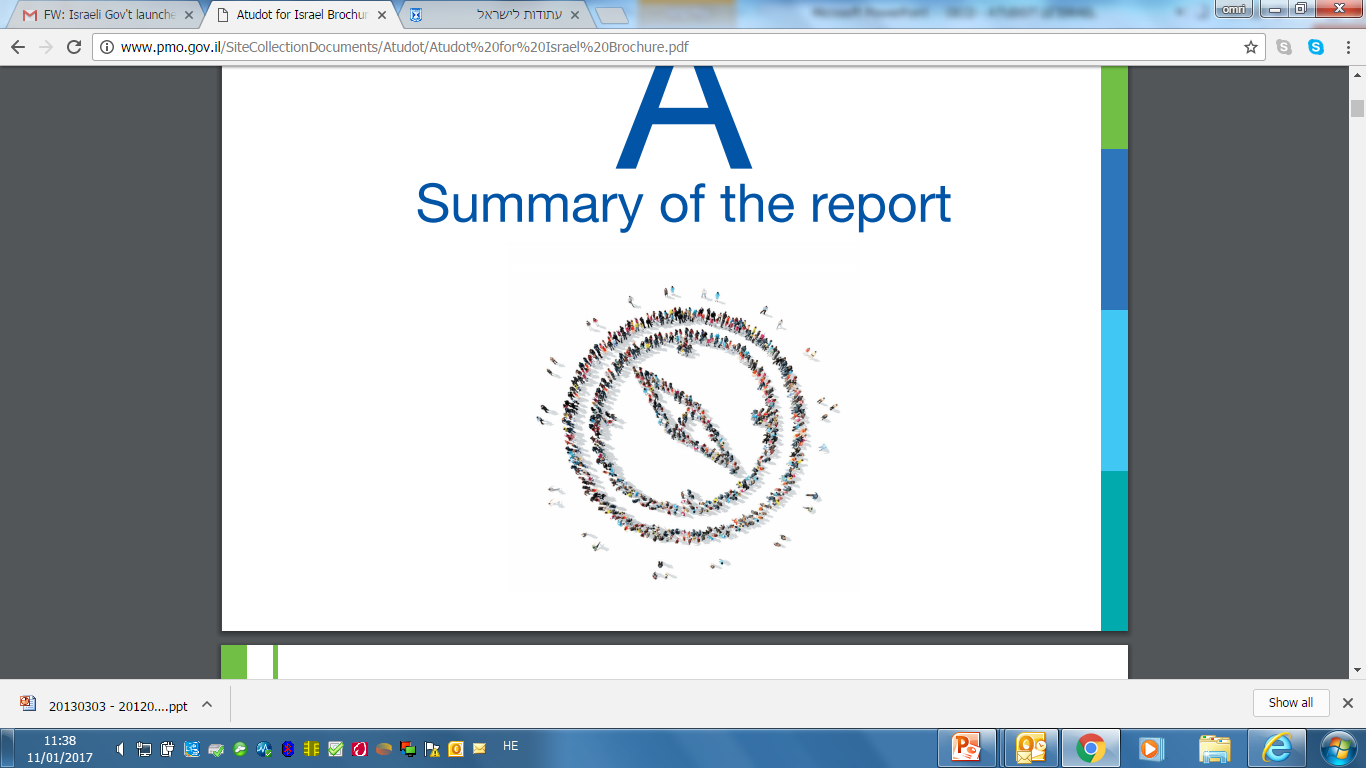 FW: Israeli Gov't launche
Atudot for Israel Brochur
עתודות לישראל
omri
www.pmo.gov.il/SiteCollectionDocuments/Atudot/Atudot%20for%20Israel%20Brochure.pdf
A
Summary of the report
20130303 - 20120....ppt
Show all
11:38
11/01/2017
HE